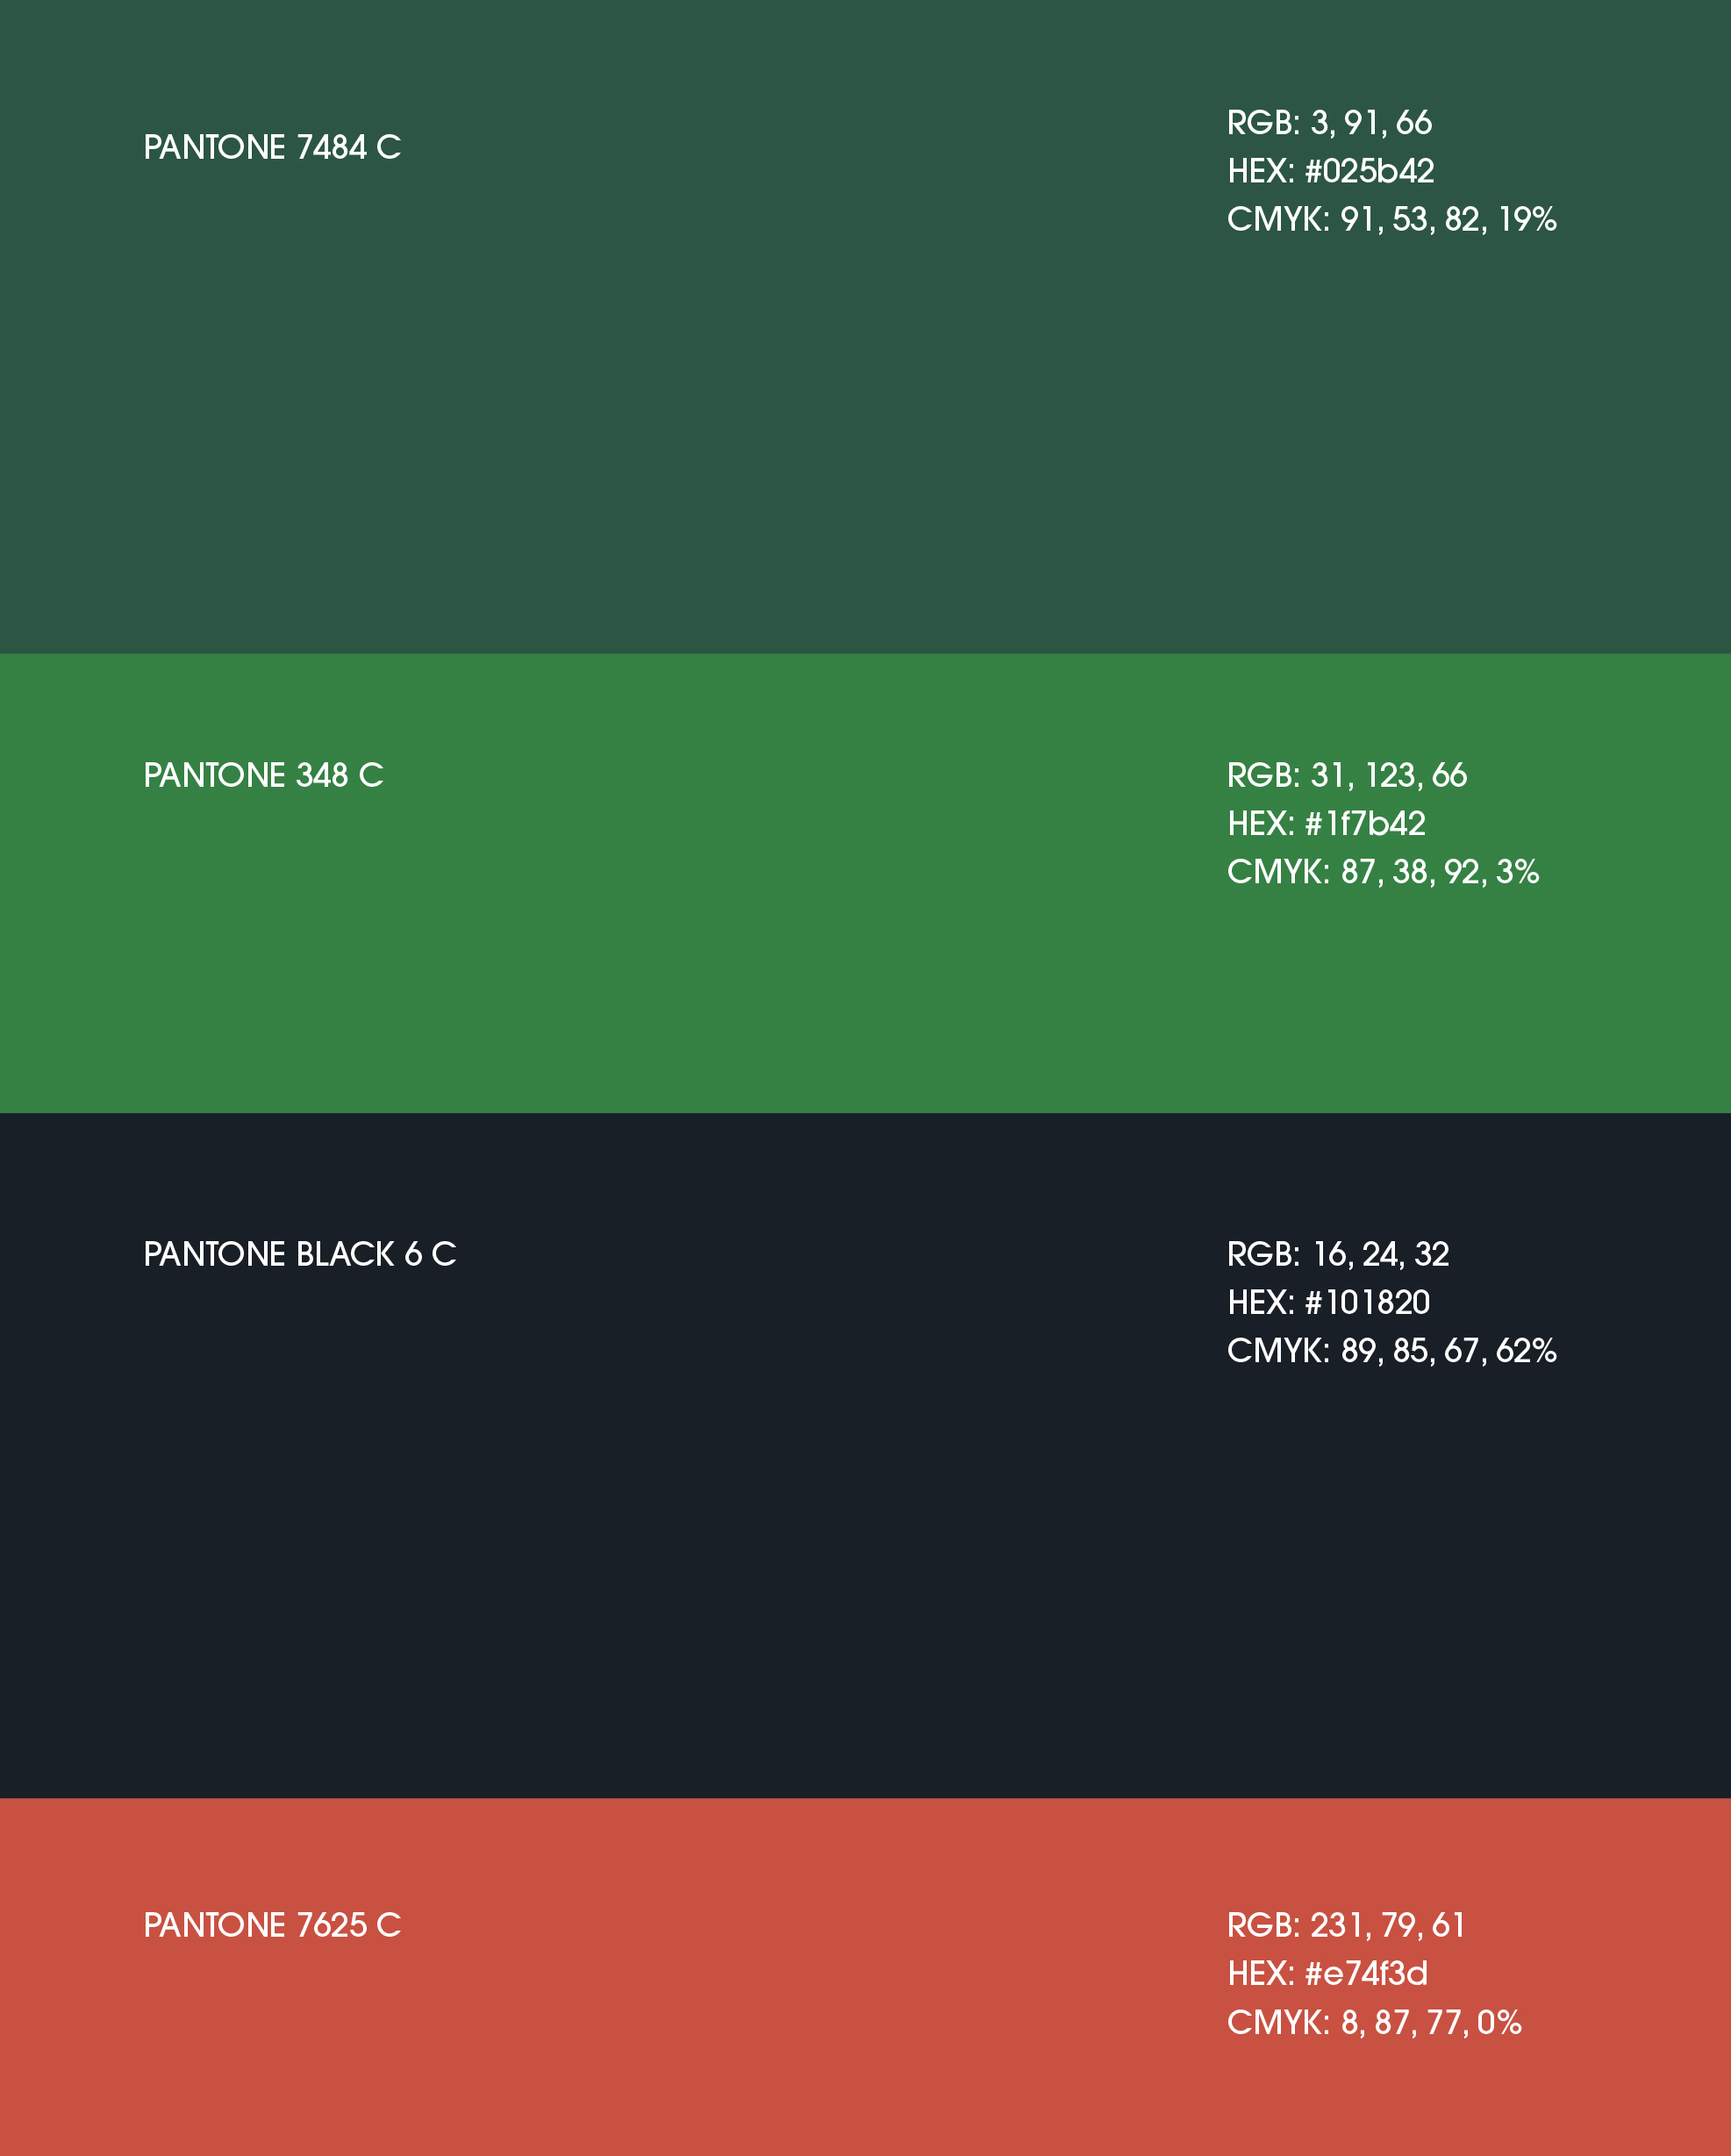 PANTONE 7484 C
RGB: 3, 91, 66
HEX: #025b42
CMYK: 91, 53, 82, 19%
PANTONE 348 C
RGB: 31, 123, 66
HEX: #1f7b42
CMYK: 87, 38, 92, 3%
PANTONE BLACK 6 C
RGB: 16, 24, 32
HEX: #101820
CMYK: 89, 85, 67, 62%
PANTONE 7625 C
RGB: 231, 79, 61
HEX: #e74f3d
CMYK: 8, 87, 77, 0%